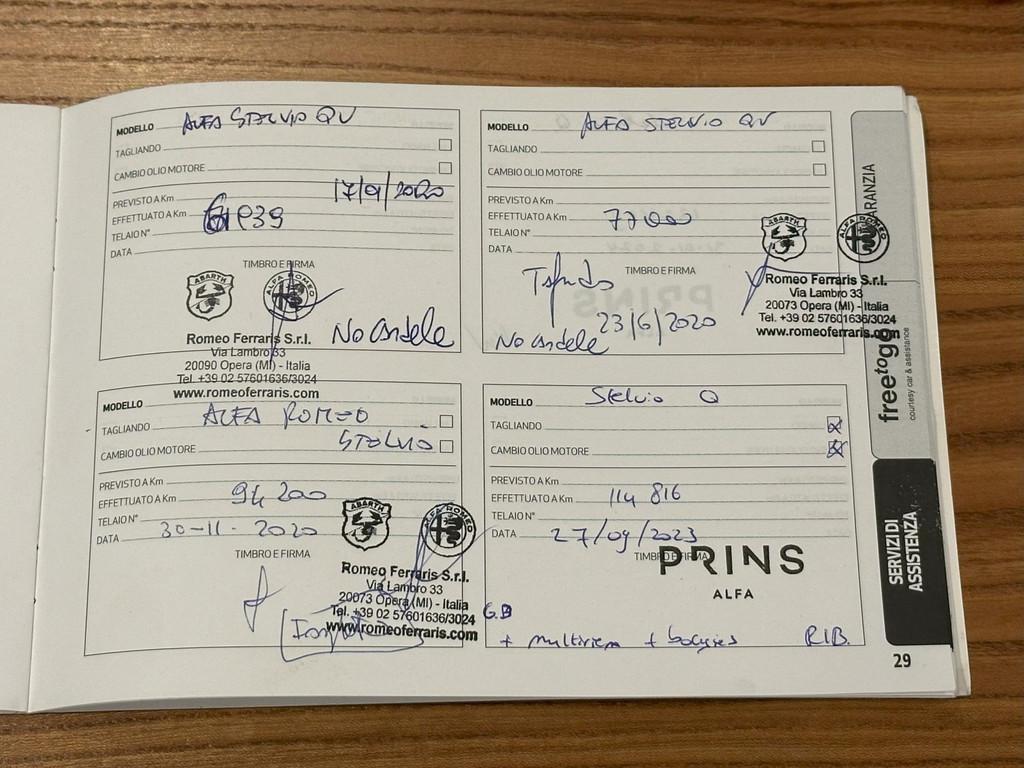 MODELLO ALFA STELVIO QV
TAGLIANDO
CAMBIO OLIO MOTORE
PREVISTO A Km 17/01/2020
EFFETTUATO A Km
TELAIO N°
DATA
TIMBRO E FIRMA
ABARTH
ALFA ROMEO
No Candele
Romeo Ferraris S.r.l.
Via Lambro 33
20090 Opera (MI) - Italia
Tel. +39 02 57601636/3024
www.romeoferraris.com
MODELLO ALFA STELVIO QV
TAGLIANDO
CAMBIO OLIO MOTORE
PREVISTO A Km
EFFETTUATO A Km 77000
TELAIO N°
DATA
TIMBRO E FIRMA
ABARTH
ALFA ROMEO
23/6/2020
No Candele
Romeo Ferraris S.r.l.
Via Lambro 33
20073 Opera (MI) - Italia
Tel. +39 02 57601636/3024
www.romeoferraris.com
MODELLO
ALFA ROMEO
TAGLIANDO
STELVIO
CAMBIO OLIO MOTORE
PREVISTO A Km
EFFETTUATO A Km 94 200
TELAIO N°
DATA 30-11-2020
TIMBRO E FIRMA
ABARTH
ALFA ROMEO
Romeo Ferraris S.r.l.
Via Lambro 33
20073 Opera (MI) - Italia
Tel. +39 02 57601636/3024
www.romeoferraris.com
MODELLO Stelvio Q
TAGLIANDO
CAMBIO OLIO MOTORE
PREVISTO A Km
EFFETTUATO A Km 114 816
TELAIO N°
DATA 27/09/2023
TIMBRO E FIRMA
PRINS
ALFA
G.B
+ multiriem + bougies R.I.B.
GARANZIA
freetogo
courtesy car & assistance
SERVIZI DI
ASSISTENZA
29